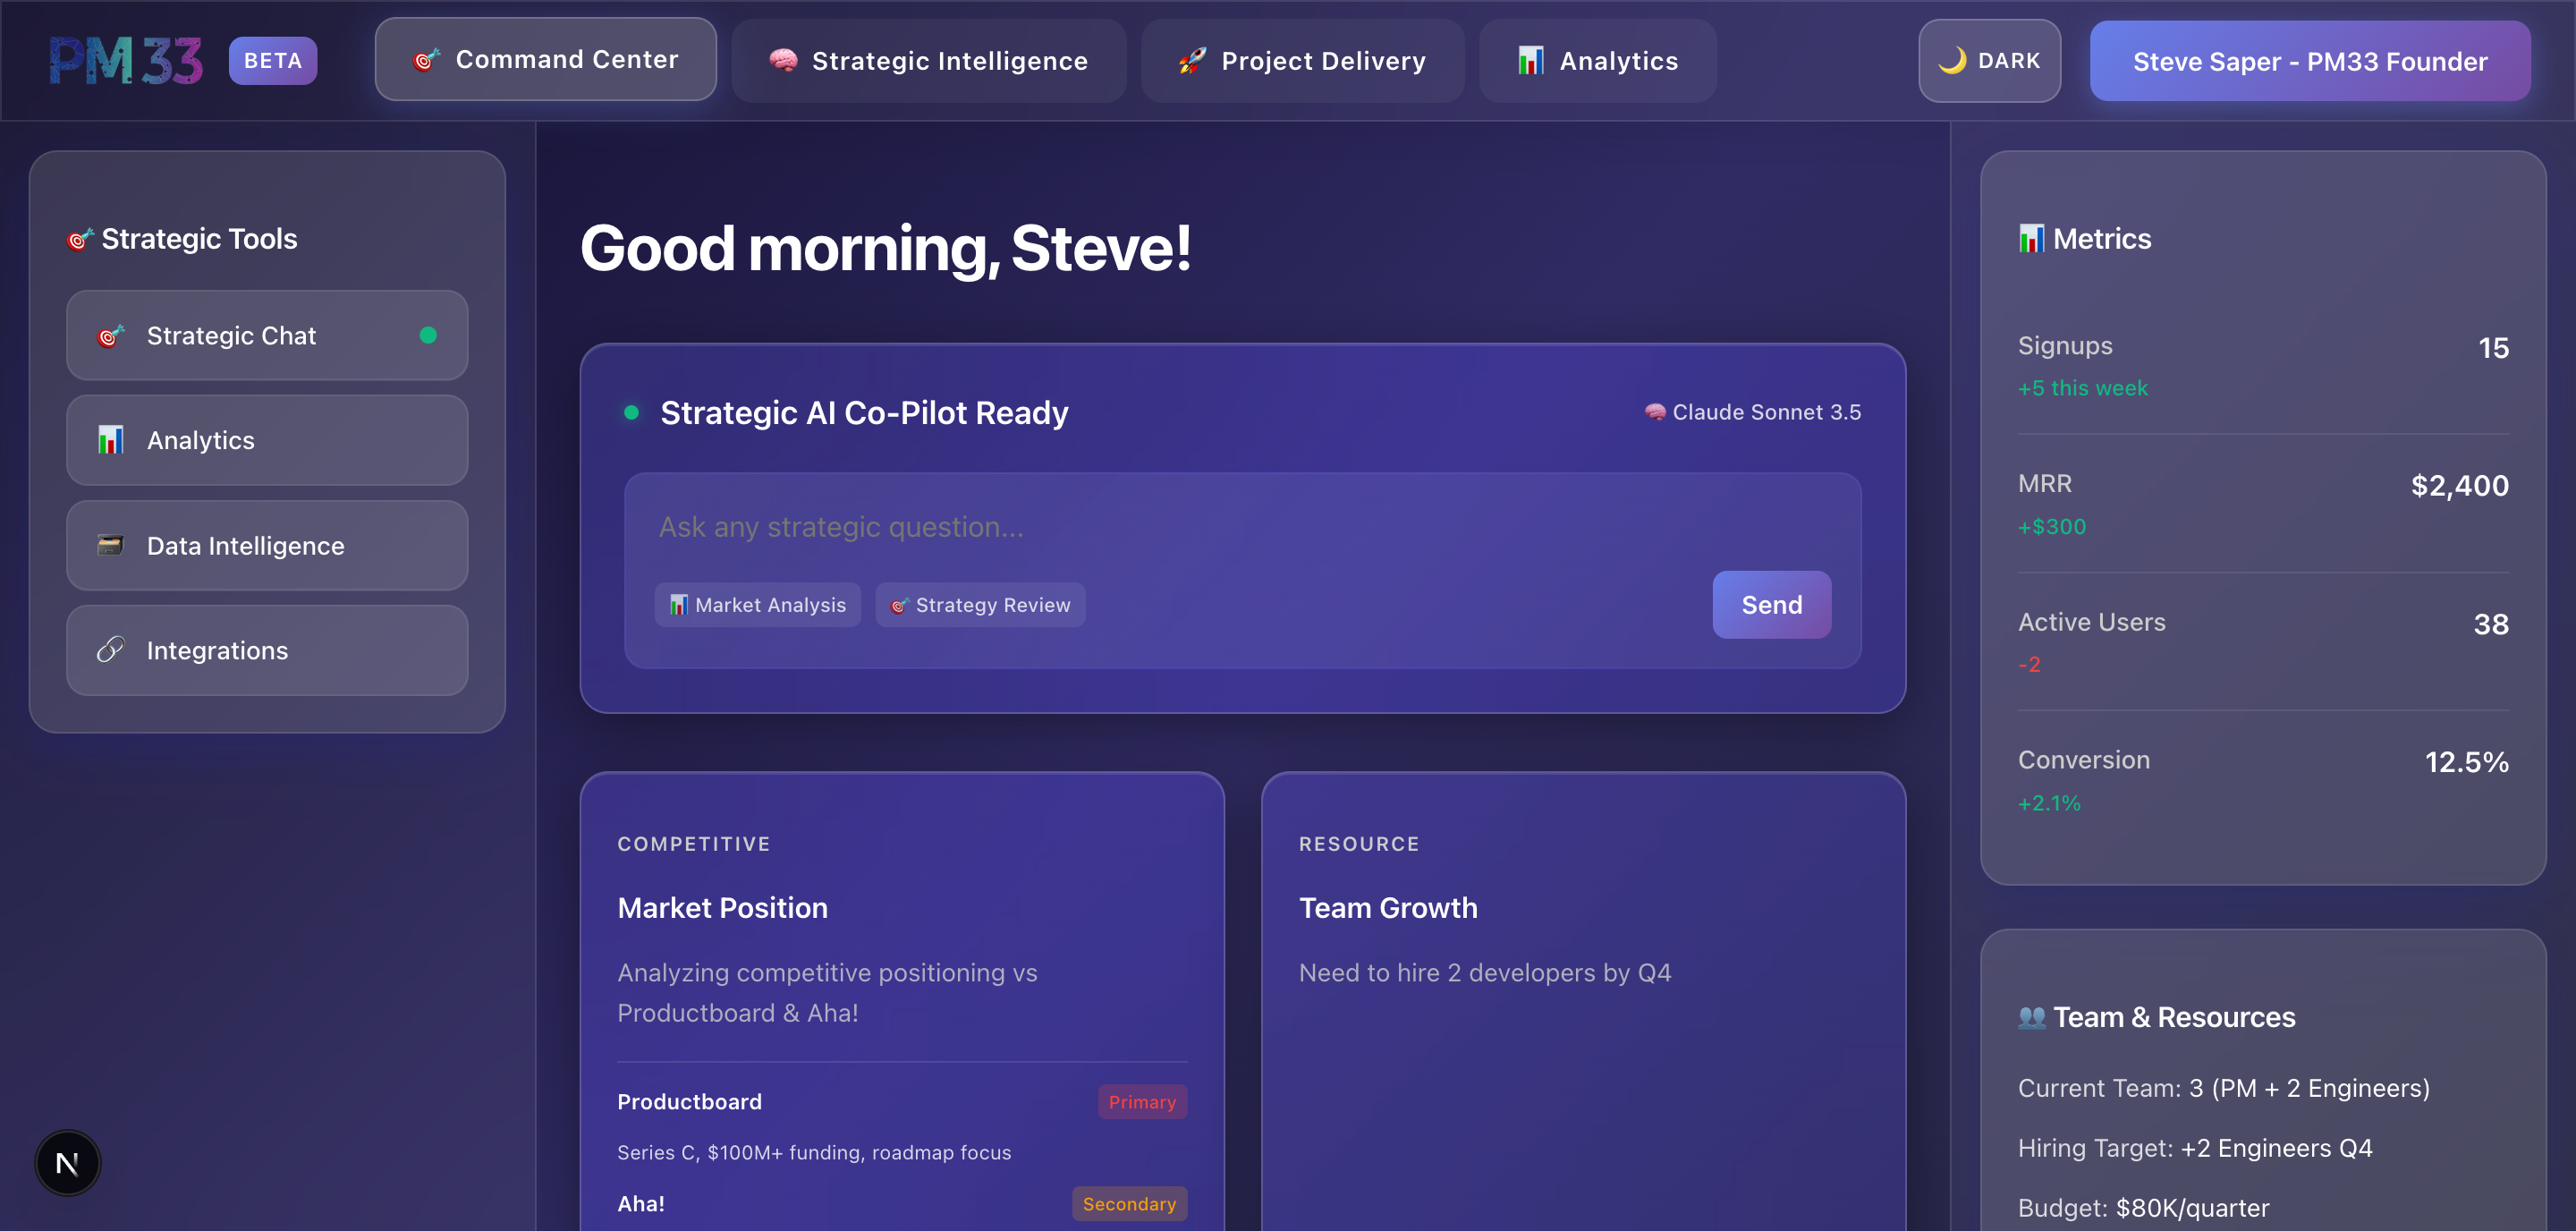 PM33
BETA
Command Center
Strategic Intelligence
Project Delivery
Analytics
DARK
Steve Saper - PM33 Founder
Strategic Tools
Strategic Chat
Analytics
Data Intelligence
Integrations
N
Good morning, Steve!
Strategic AI Co-Pilot Ready
Claude Sonnet 3.5
Ask any strategic question...
Market Analysis
Strategy Review
Send
COMPETITIVE
Market Position
Analyzing competitive positioning vs
Productboard & Aha!
Productboard
Primary
Series C, $100M+ funding, roadmap focus
Aha!
Secondary
RESOURCE
Team Growth
Need to hire 2 developers by Q4
Metrics
Signups
15
+5 this week
MRR
$2,400
+$300
Active Users
38
-2
Conversion
12.5%
+2.1%
Team & Resources
Current Team: 3 (PM + 2 Engineers)
Hiring Target: +2 Engineers Q4
Budget: $80K/quarter